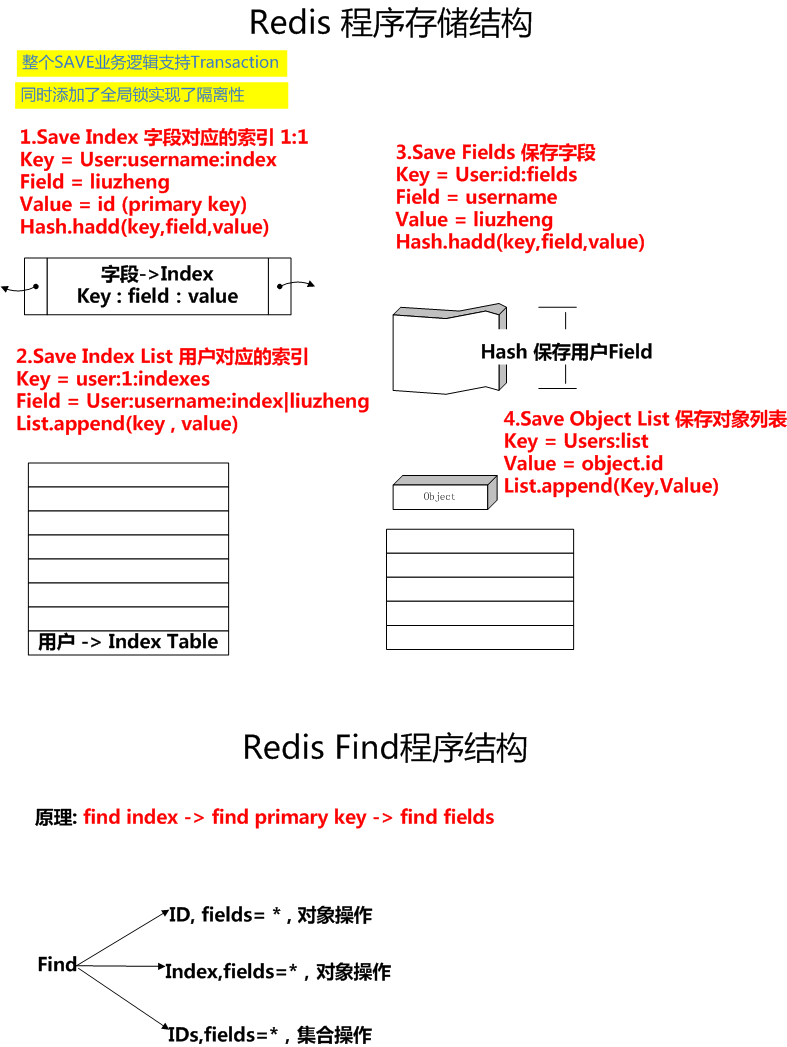 Redis 程序存储结构
整个SAVE业务逻辑支持Transaction
同时添加了全局锁实现了隔离性
1.Save Index 字段对应的索引 1:1
Key = User:username:index
Field = liuzheng
Value = id (primary key)
Hash.hadd(key,field,value)
字段->Index
Key : field : value
2.Save Index List 用户对应的索引
Key = user:1:indexes
Field = User:username:index|liuzheng
List.append(key , value)
用户 -> Index Table
3.Save Fields 保存字段
Key = User:id:fields
Field = username
Value = liuzheng
Hash.hadd(key,field,value)
Hash 保存用户Field
4.Save Object List 保存对象列表
Key = Users:list
Value = object.id
List.append(Key,Value)
Object
Redis Find程序结构
原理: find index -> find primary key -> find fields
Find
ID, fields= * , 对象操作
Index,fields=* , 对象操作
IDs,fields=* , 集合操作